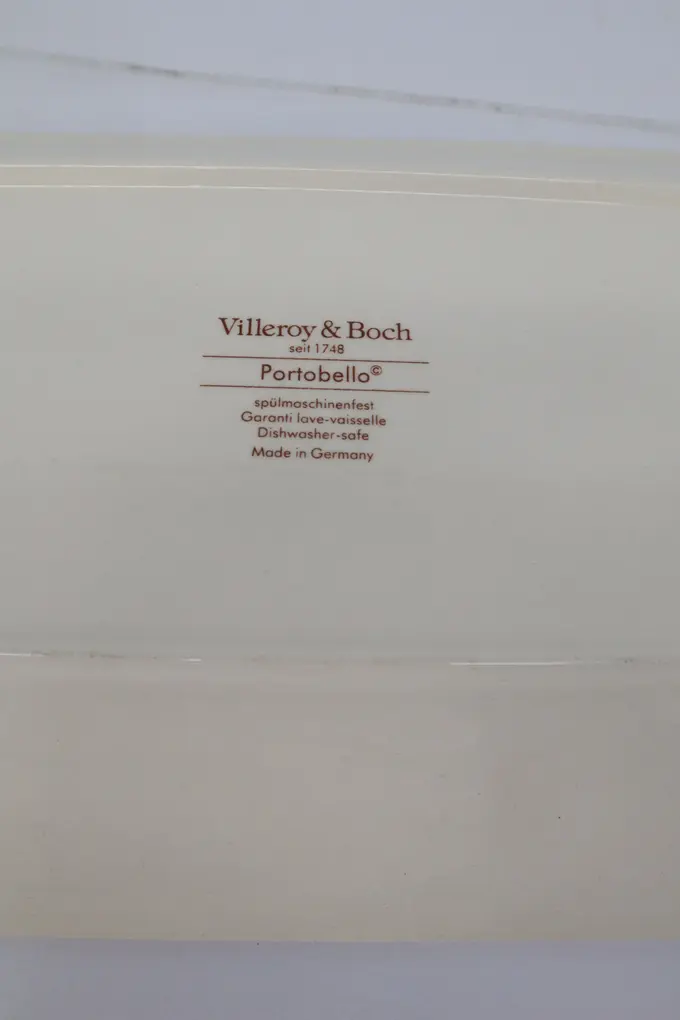 Villeroy & Boch
seit 1748
Portobello©
spülmaschinenfest
Garanti lave-vaisselle
Dishwasher-safe
Made in Germany